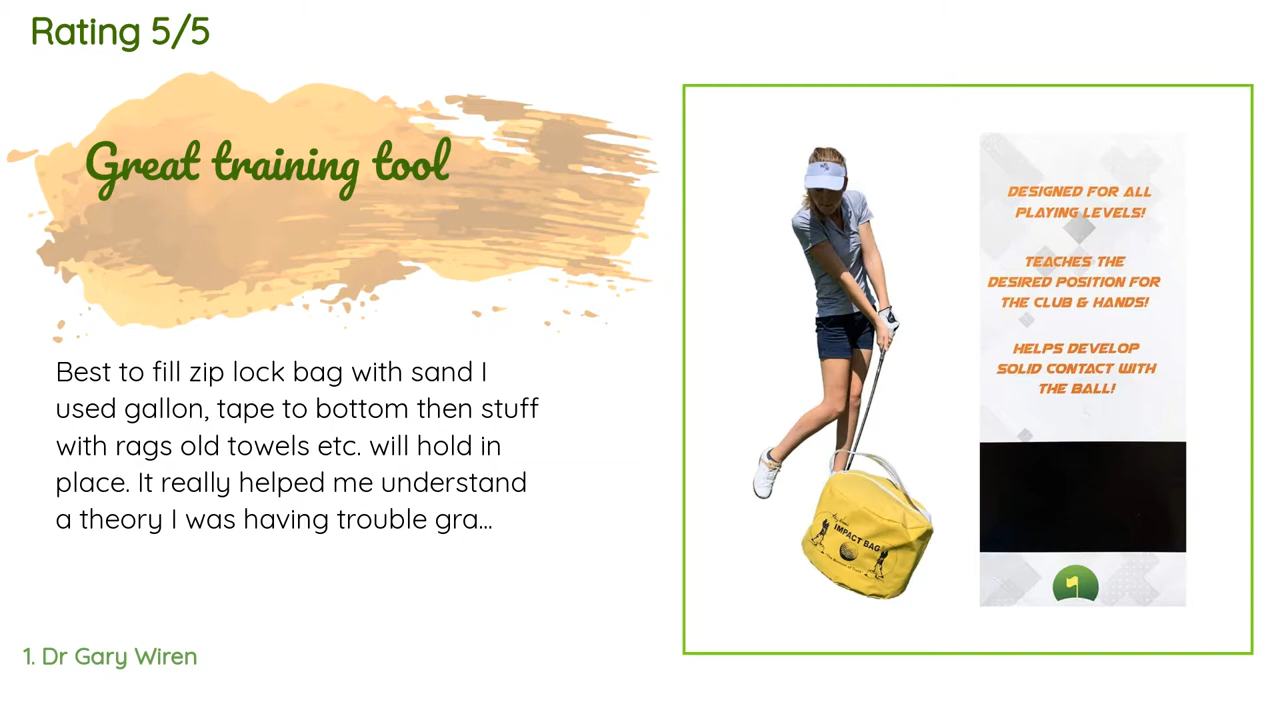 Rating 5/5
Great training tool
Best to fill zip lock bag with sand I
used gallon, tape to bottom then stuff
with rags old towels etc. will hold in
place. It really helped me understand
a theory I was having trouble gra...
1. Dr Gary Wiren
DESIGNED FOR ALL
PLAYING LEVELS!
TEACHES THE
DESIRED POSITION FOR
THE CLUB & HANDS!
HELPS DEVELOP
SOLID CONTACT WITH
THE BALL!
IMPACT BAG